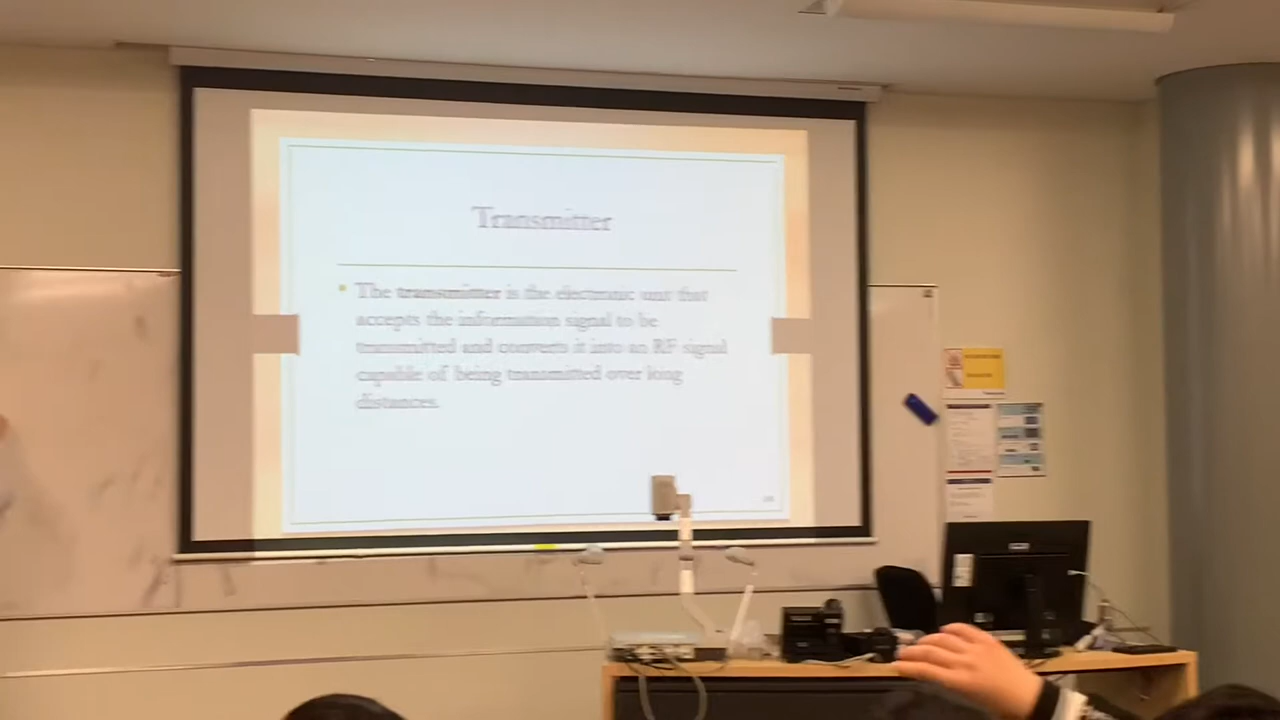 Transmitter
The transmitter is the electronic unit that
accepts the information signal to be
transmitted and converts it into an RF signal
capable of being transmitted over long
distances.